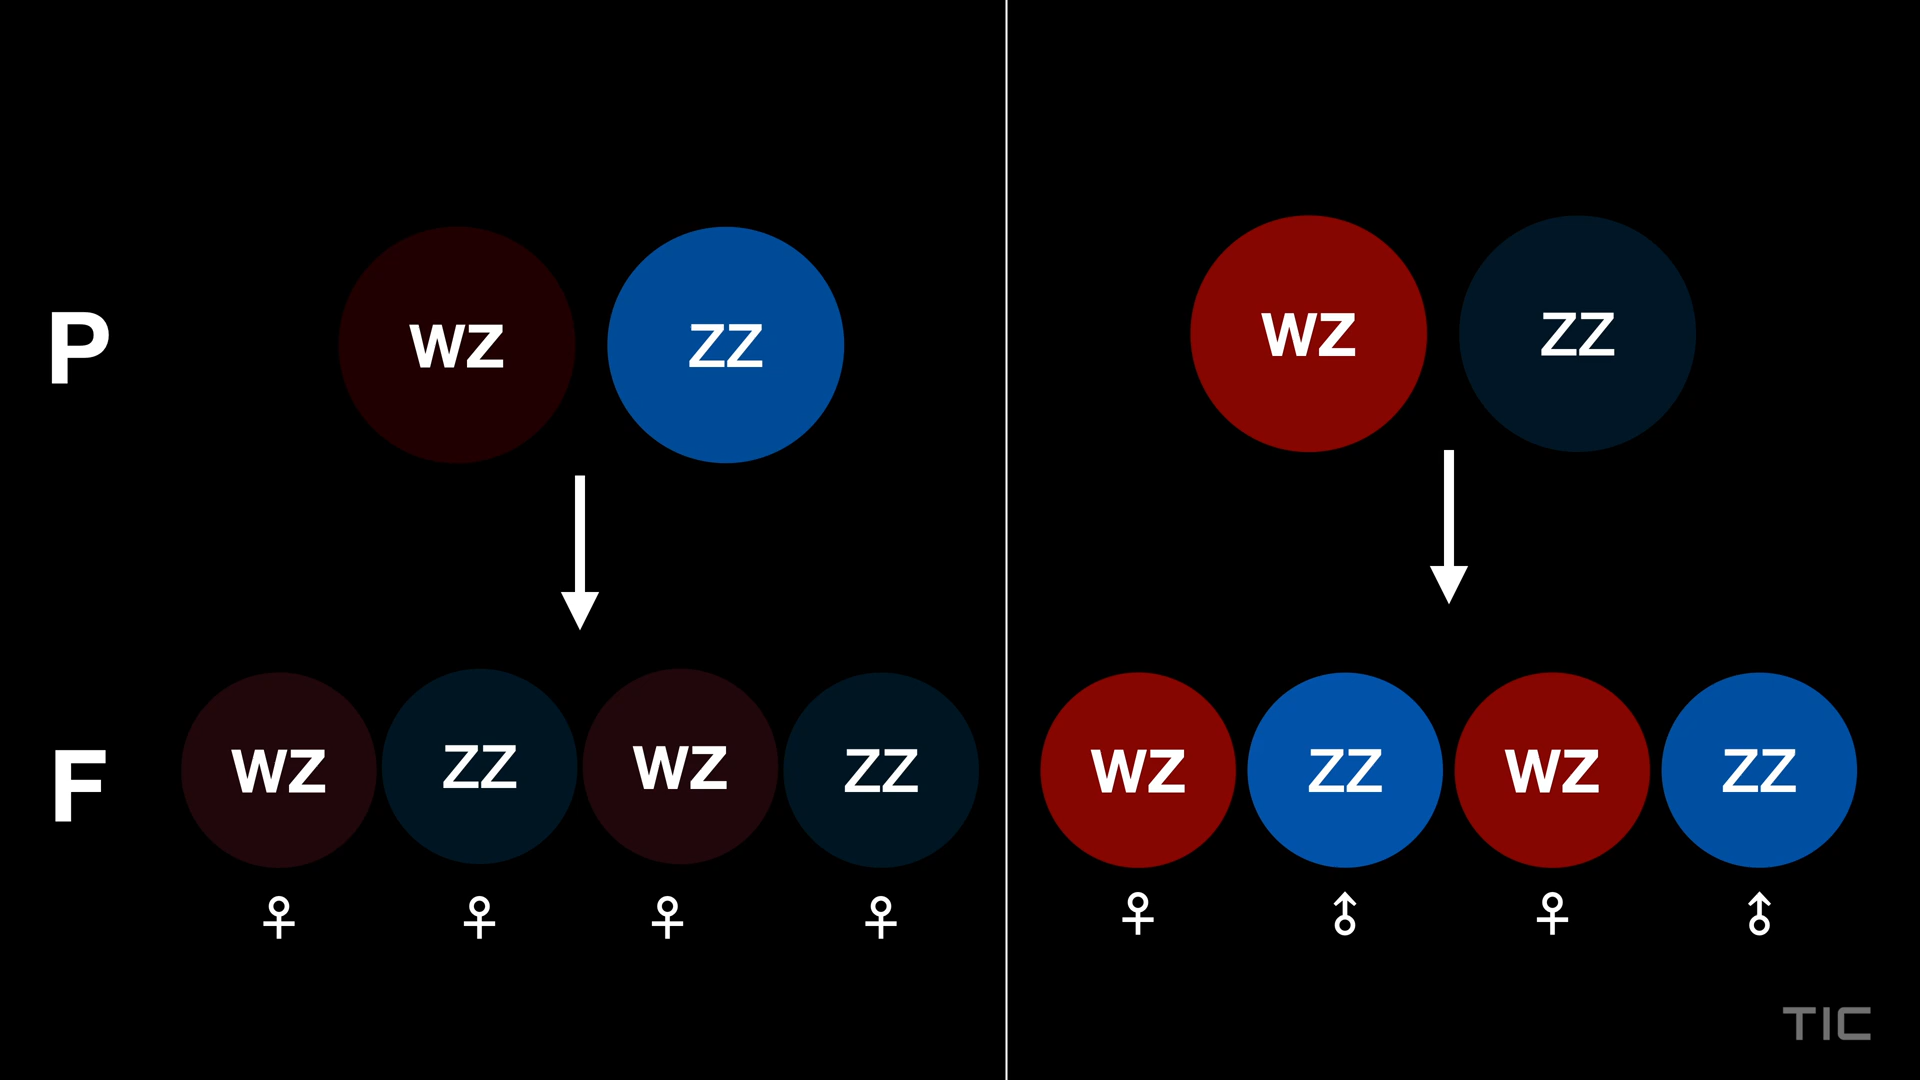 P
WZ ZZ
WZ ZZ
F
WZ ZZ WZ ZZ
♀ ♀ ♀ ♀
WZ ZZ WZ ZZ
♀ ⚨ ♀ ⚨
TIC